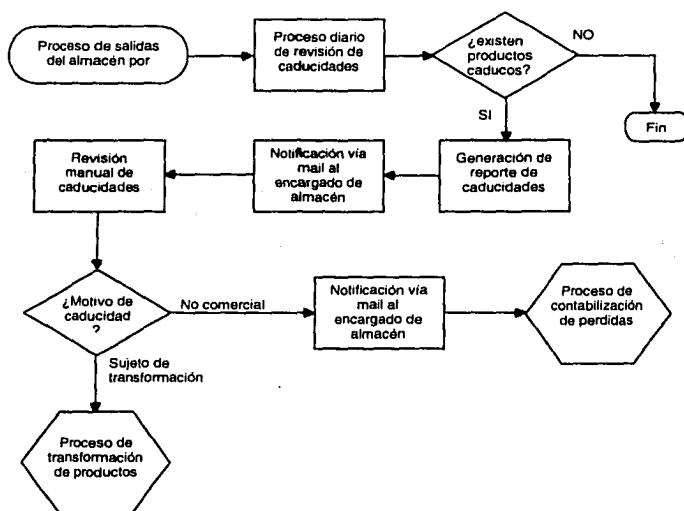 Proceso de salidas
del almacén por
Proceso diario
de revisión de
caducidades
¿existen
productos
caducos?
NO
Fin
SI
Generación de
reporte de
caducidades
Notificación vía
mail al
encargado de
almacén
Revisión
manual de
caducidades
¿Motivo de
caducidad
?
No comercial
Notificación vía
mail al
encargado de
almacén
Proceso de
contabilización
de perdidas
Sujeto de
transformación
Proceso de
transformación
de productos